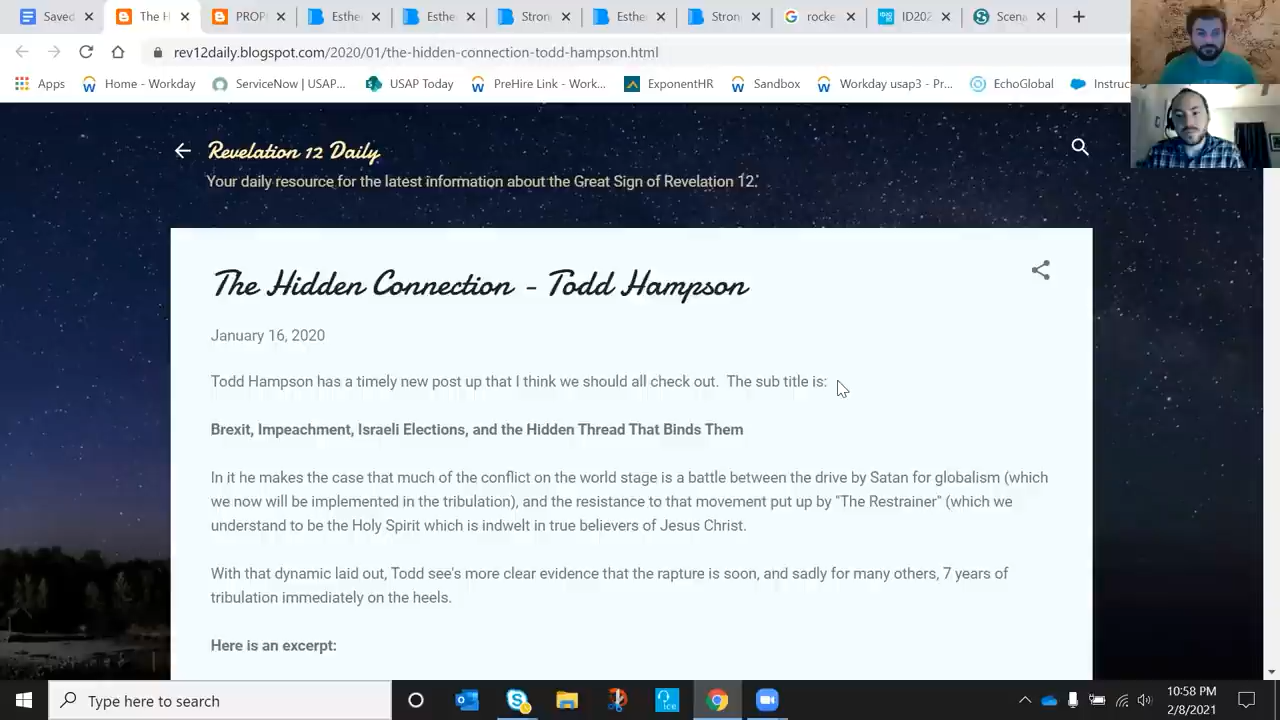 Saved
The H
PROP
Esthe
Esthe
Stron
Esthe
Stron
rocke
ID202
Scena
rev12daily.blogspot.com/2020/01/the-hidden-connection-todd-hampson.html
Apps
Home - Workday
ServiceNow | USAP...
USAP Today
PreHire Link - Work...
ExponentHR
Sandbox
Workday usap3 - Pr...
EchoGlobal
Instruc
Revelation 12 Daily
Your daily resource for the latest information about the Great Sign of Revelation 12.
The Hidden Connection - Todd Hampson
January 16, 2020
Todd Hampson has a timely new post up that I think we should all check out.  The sub title is:
Brexit, Impeachment, Israeli Elections, and the Hidden Thread That Binds Them
In it he makes the case that much of the conflict on the world stage is a battle between the drive by Satan for globalism (which
we now will be implemented in the tribulation), and the resistance to that movement put up by "The Restrainer" (which we
understand to be the Holy Spirit which is indwelt in true believers of Jesus Christ.
With that dynamic laid out, Todd see's more clear evidence that the rapture is soon, and sadly for many others, 7 years of
tribulation immediately on the heels.
Here is an excerpt:
Type here to search
10:58 PM
2/8/2021